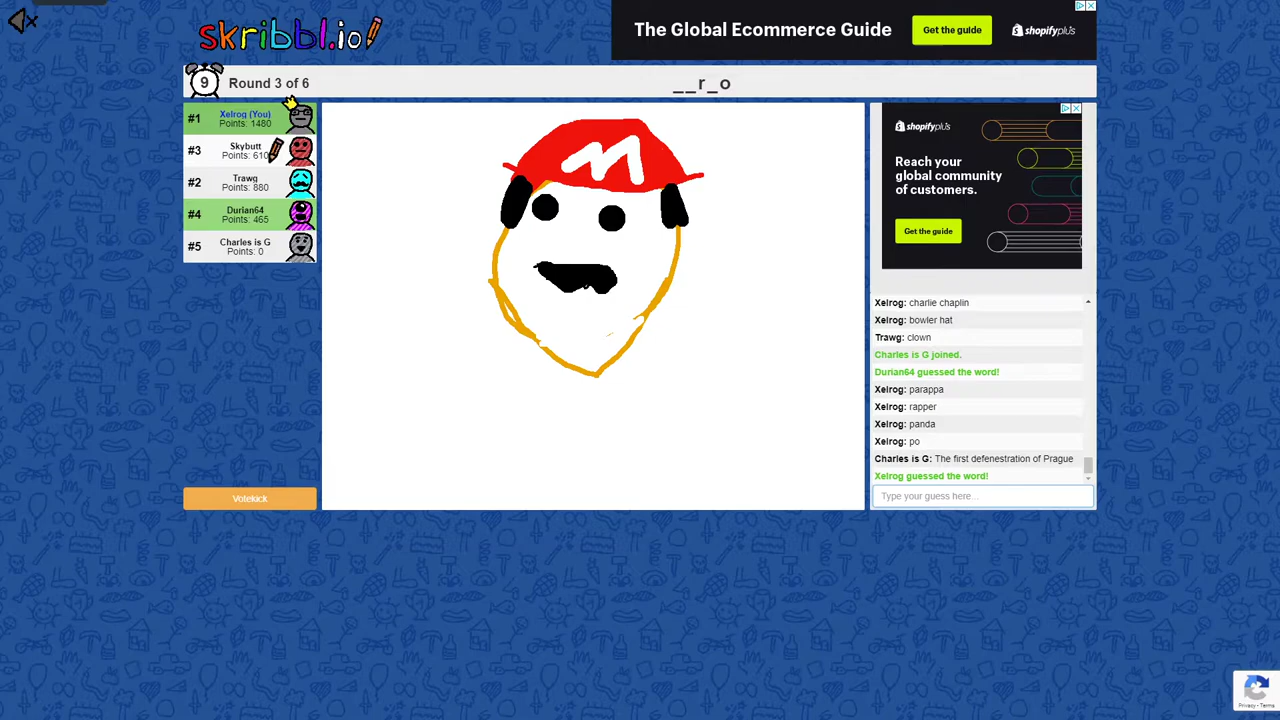 skribbl.io
The Global Ecommerce Guide
Get the guide
shopifyplus
9
Round 3 of 6
__r_o
#1
Xelrog (You)
Points: 1480
#3
Skybutt
Points: 610
#2
Trawg
Points: 880
#4
Durian64
Points: 465
#5
Charles is G
Points: 0
Votekick
M
shopifyplus
Reach your
global community
of customers.
Get the guide
Xelrog: charlie chaplin
Xelrog: bowler hat
Trawg: clown
Charles is G joined.
Durian64 guessed the word!
Xelrog: parappa
Xelrog: rapper
Xelrog: panda
Xelrog: po
Charles is G: The first defenestration of Prague
Xelrog guessed the word!
Type your guess here...
Privacy - Terms